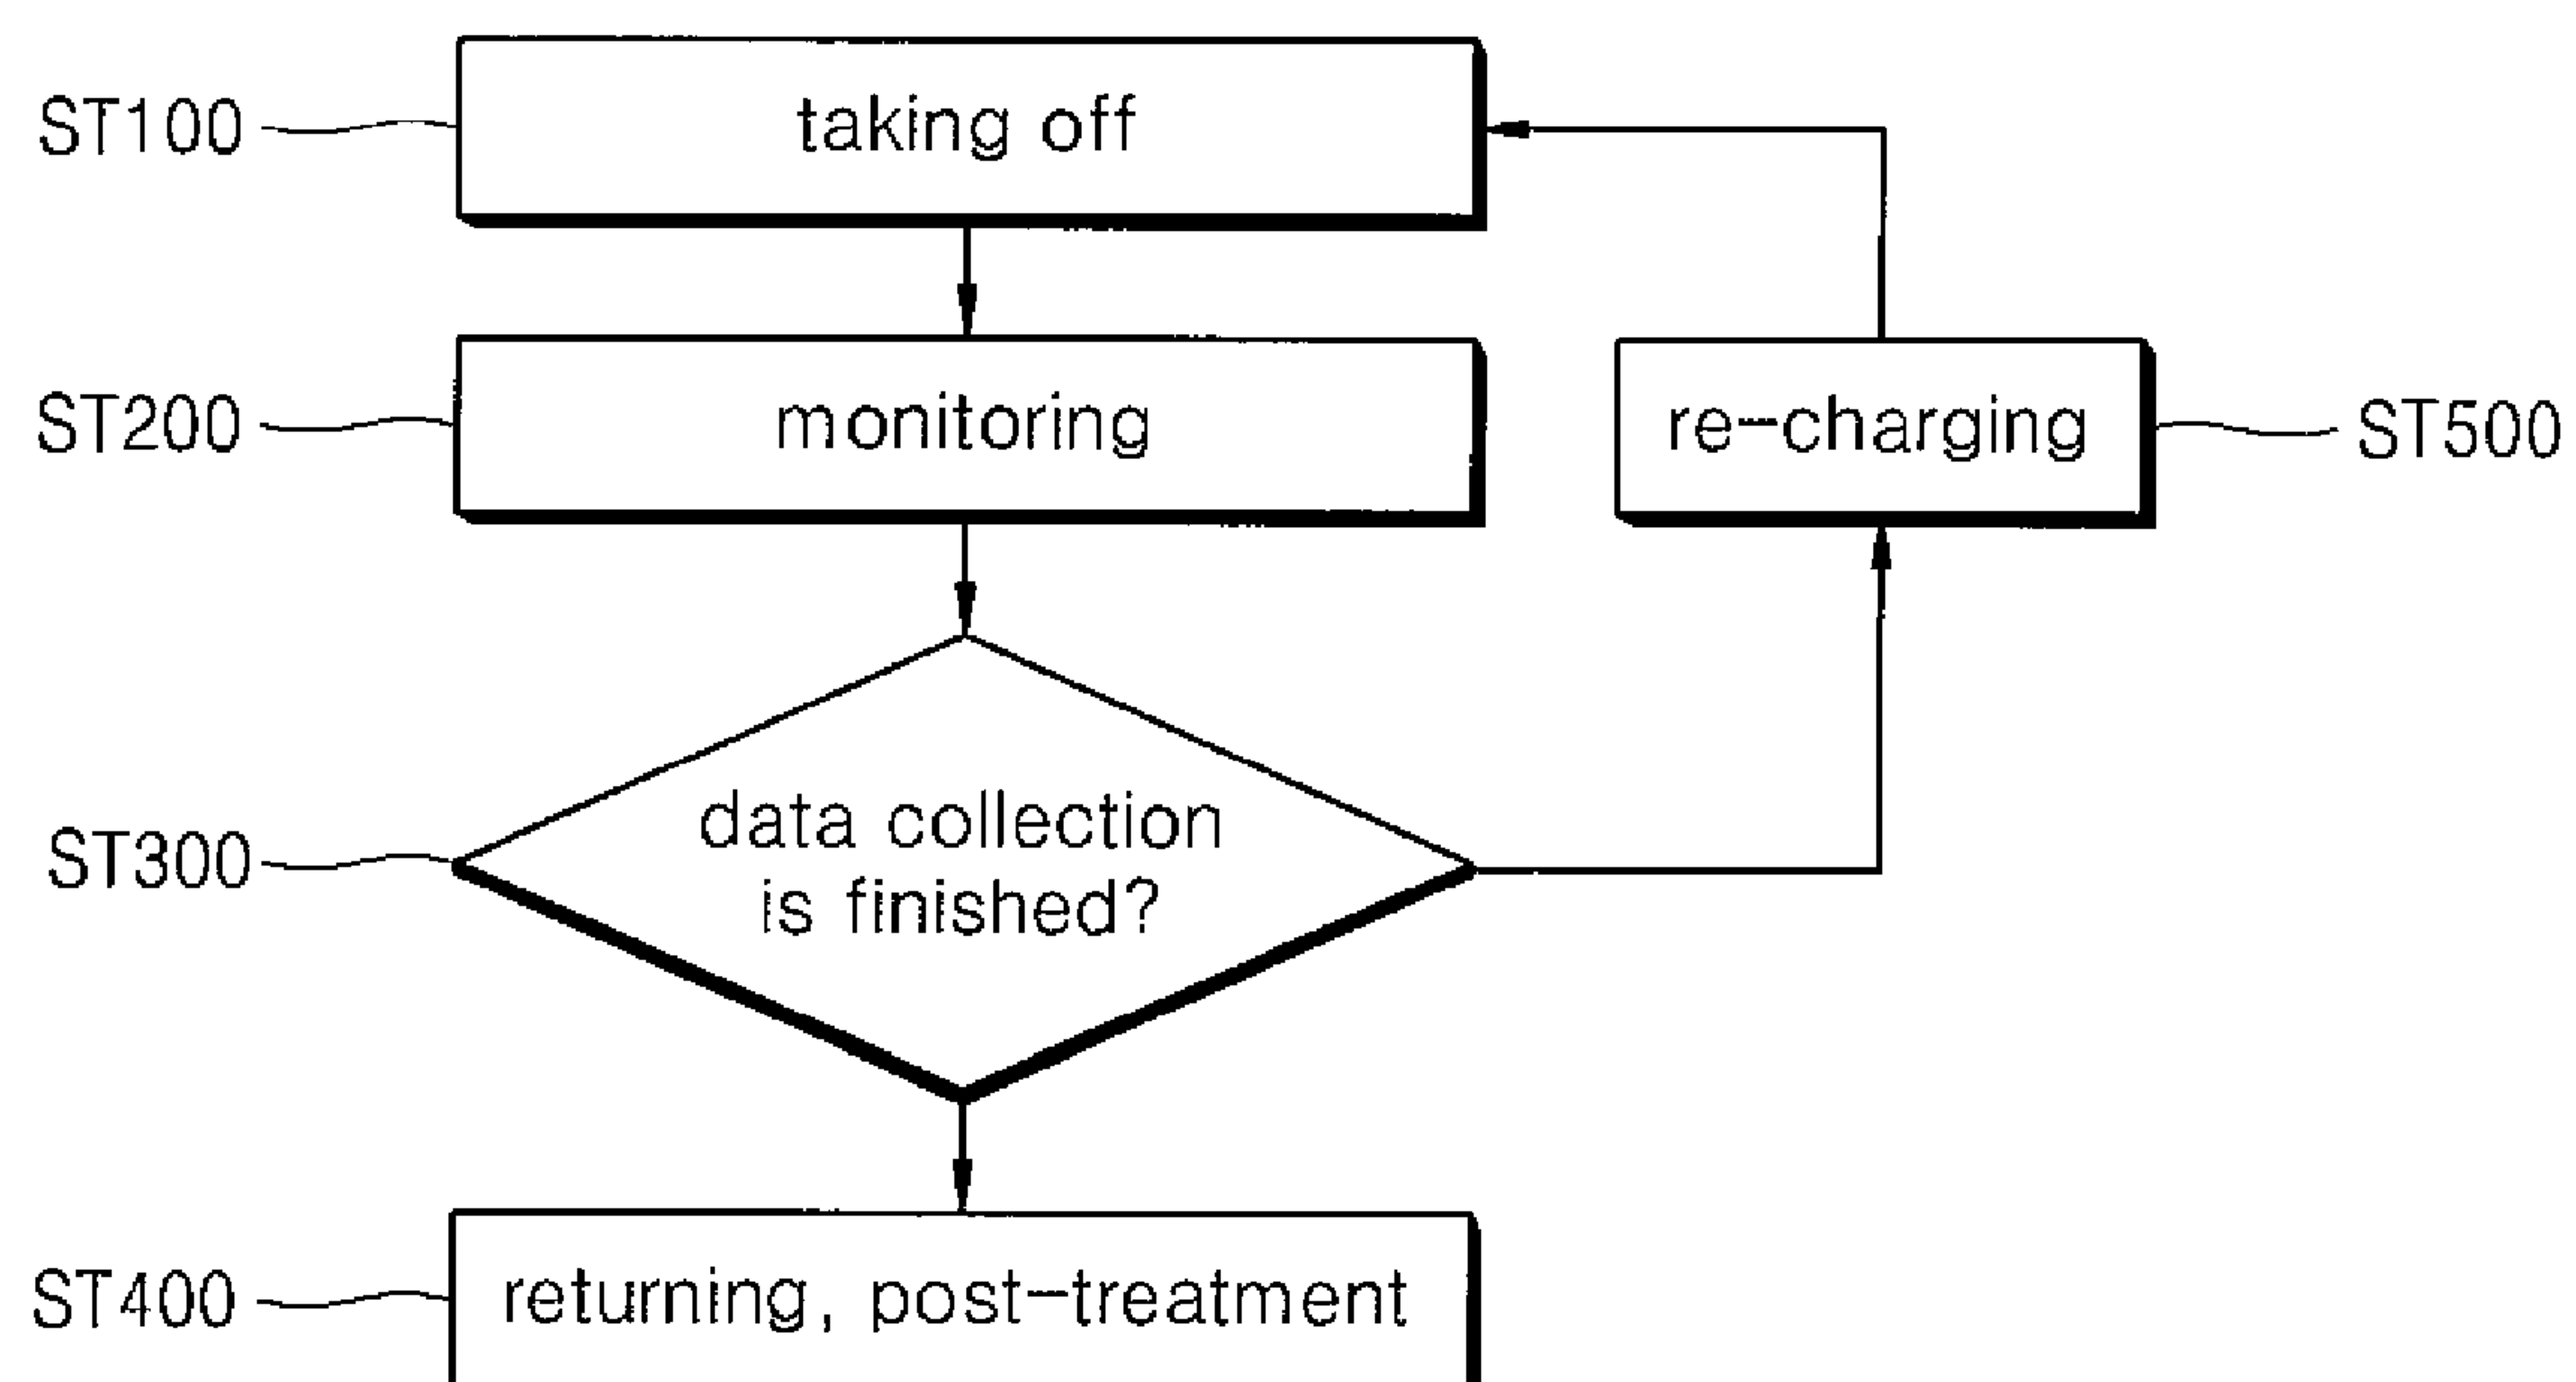 ST100
taking off
ST200
monitoring
re-charging
ST500
ST300
data collection
is finished?
ST400
returning, post-treatment